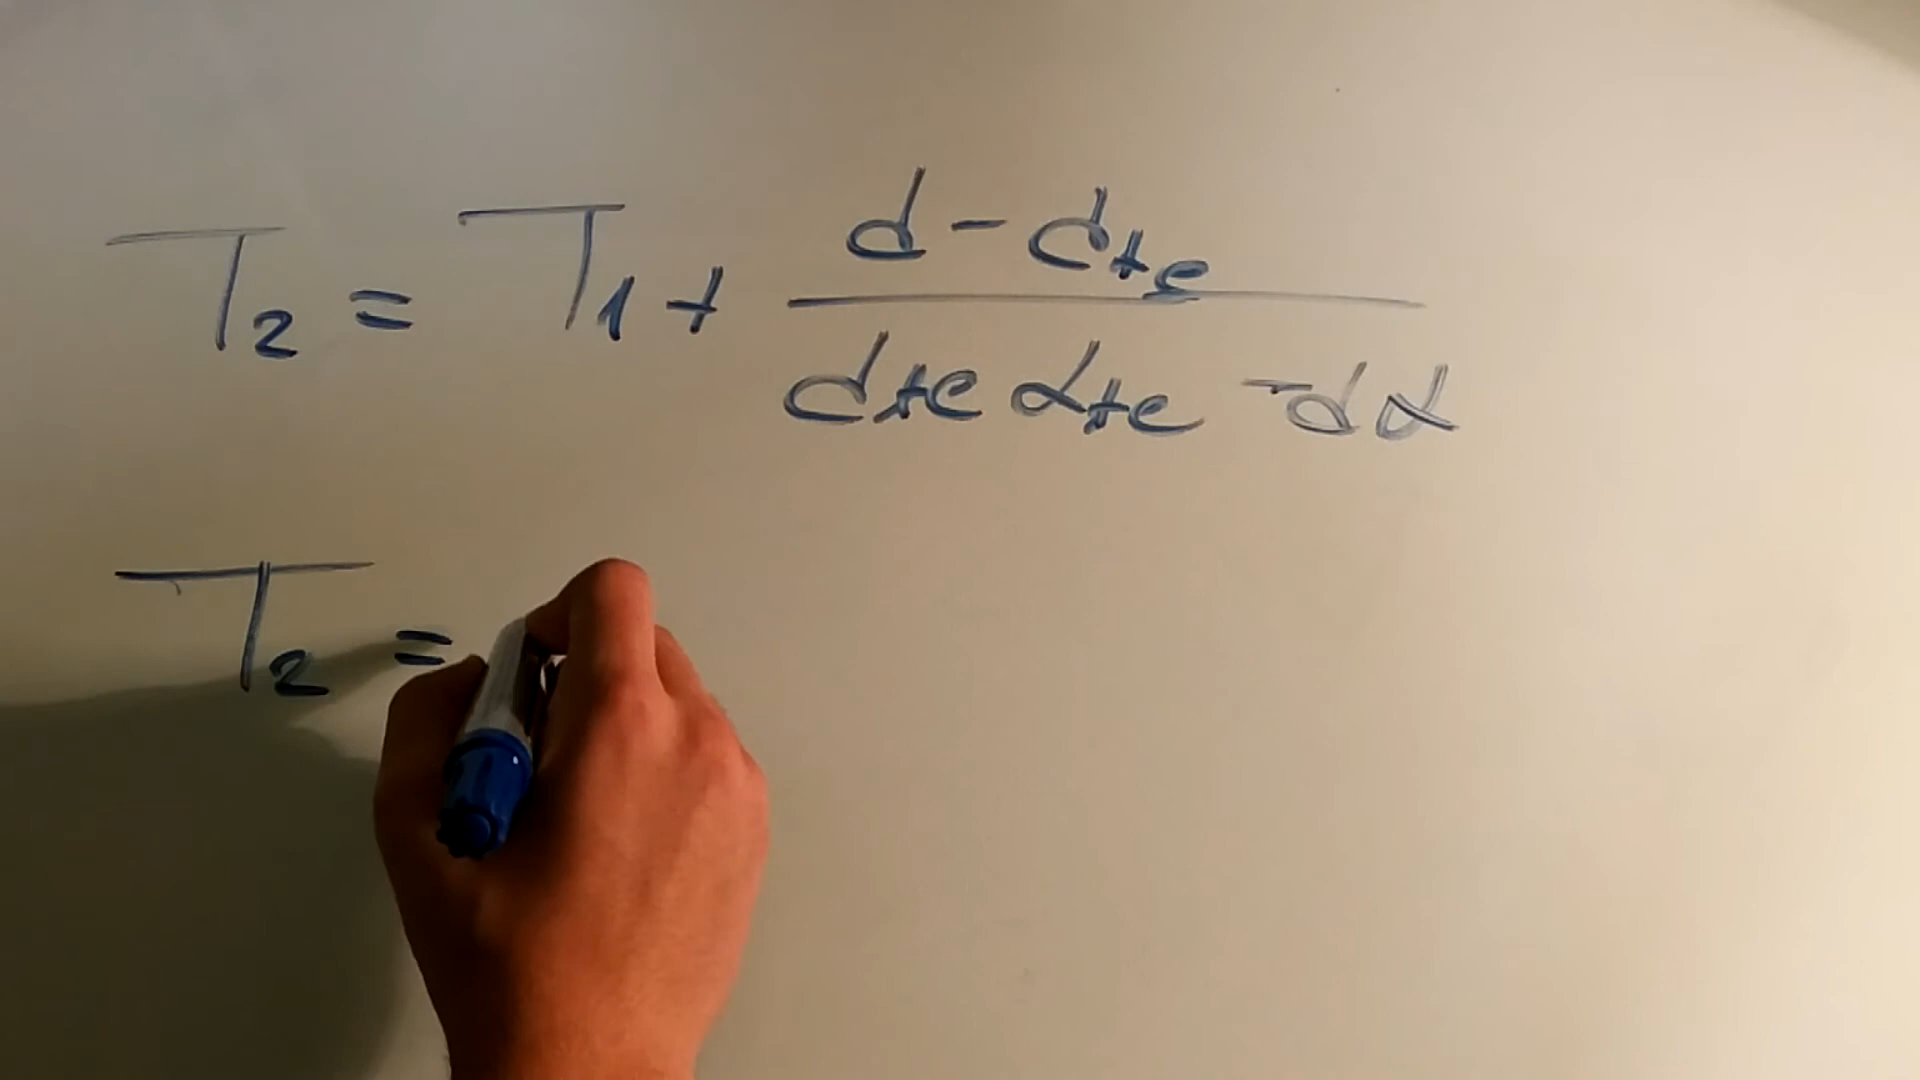 T₂ = T₁ + (d - d₊e) / (d₊e α₊e - dα)
T₂ =